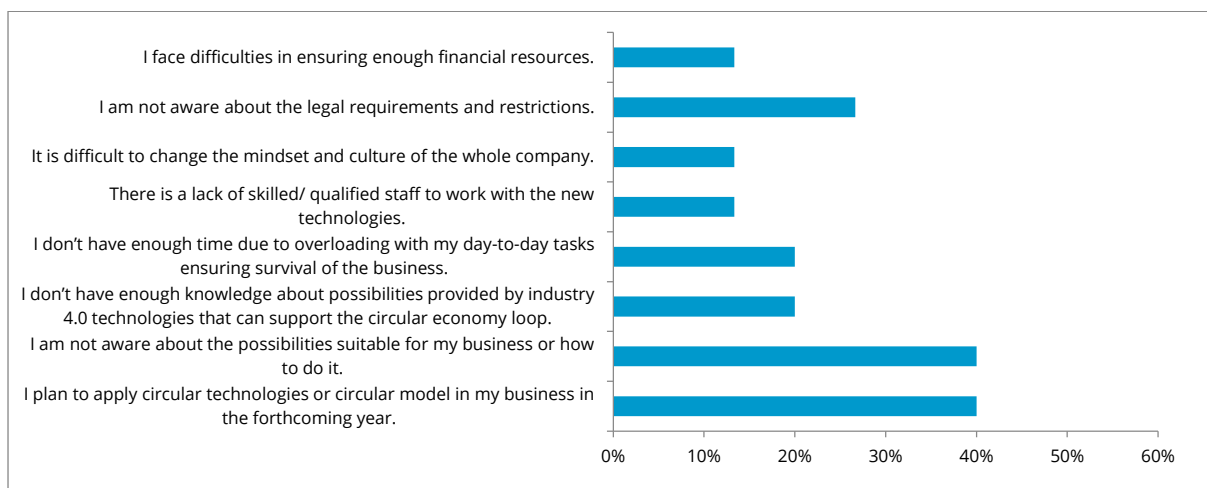 I face difficulties in ensuring enough financial resources.
I am not aware about the legal requirements and restrictions.
It is difficult to change the mindset and culture of the whole company.
There is a lack of skilled/ qualified staff to work with the new
technologies.
I don’t have enough time due to overloading with my day-to-day tasks
ensuring survival of the business.
I don’t have enough knowledge about possibilities provided by industry
4.0 technologies that can support the circular economy loop.
I am not aware about the possibilities suitable for my business or how
to do it.
I plan to apply circular technologies or circular model in my business in
the forthcoming year.
0% 10% 20% 30% 40% 50% 60%